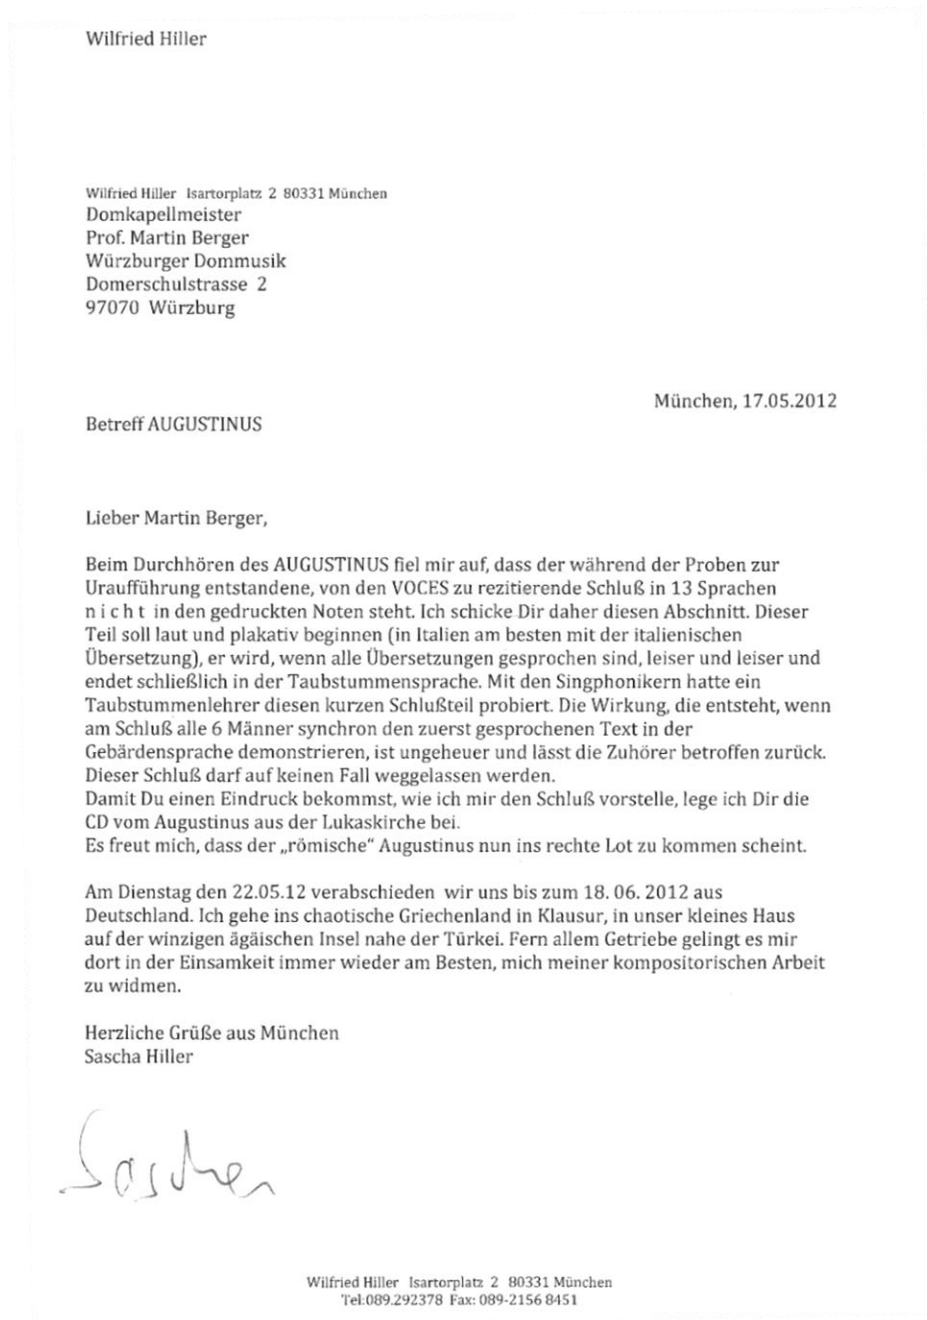 Wilfried Hiller
Wilfried Hiller Isartorplatz 2 80331 München
Domkapellmeister
Prof. Martin Berger
Würzburger Dommusik
Domerschulstrasse 2
97070 Würzburg
München, 17.05.2012
Betreff AUGUSTINUS
Lieber Martin Berger,
Beim Durchhören des AUGUSTINUS fiel mir auf, dass der während der Proben zur
Uraufführung entstandene, von den VOCES zu rezitierende Schluß in 13 Sprachen
n i c h t in den gedruckten Noten steht. Ich schicke Dir daher diesen Abschnitt. Dieser
Teil soll laut und plakativ beginnen (in Italien am besten mit der italienischen
Übersetzung), er wird, wenn alle Übersetzungen gesprochen sind, leiser und leiser und
endet schließlich in der Taubstummensprache. Mit den Singphonikern hatte ein
Taubstummenlehrer diesen kurzen Schlußteil probiert. Die Wirkung, die entsteht, wenn
am Schluß alle 6 Männer synchron den zuerst gesprochenen Text in der
Gebärdensprache demonstrieren, ist ungeheuer und lässt die Zuhörer betroffen zurück.
Dieser Schluß darf auf keinen Fall weggelassen werden.
Damit Du einen Eindruck bekommst, wie ich mir den Schluß vorstelle, lege ich Dir die
CD vom Augustinus aus der Lukaskirche bei.
Es freut mich, dass der „römische“ Augustinus nun ins rechte Lot zu kommen scheint.
Am Dienstag den 22.05.12 verabschieden wir uns bis zum 18. 06. 2012 aus
Deutschland. Ich gehe ins chaotische Griechenland in Klausur, in unser kleines Haus
auf der winzigen ägäischen Insel nahe der Türkei. Fern allem Getriebe gelingt es mir
dort in der Einsamkeit immer wieder am Besten, mich meiner kompositorischen Arbeit
zu widmen.
Herzliche Grüße aus München
Sascha Hiller
Sascha
Wilfried Hiller Isartorplatz 2 80331 München
Tel:089.292378 Fax: 089-2156 8451